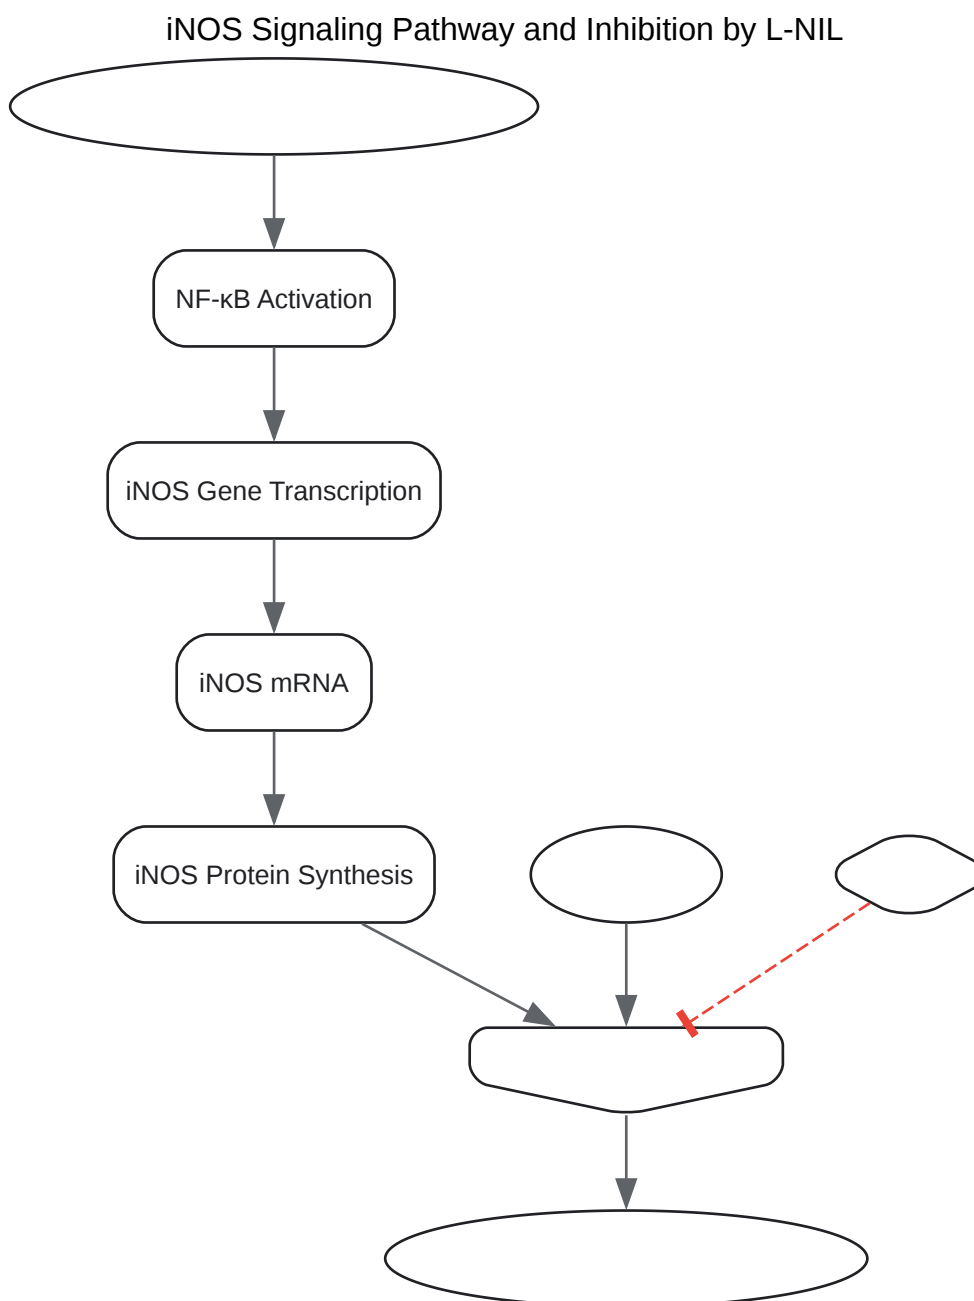 iNOS Signaling Pathway and Inhibition by L-NIL
NF-κB Activation
iNOS Gene Transcription
iNOS mRNA
iNOS Protein Synthesis